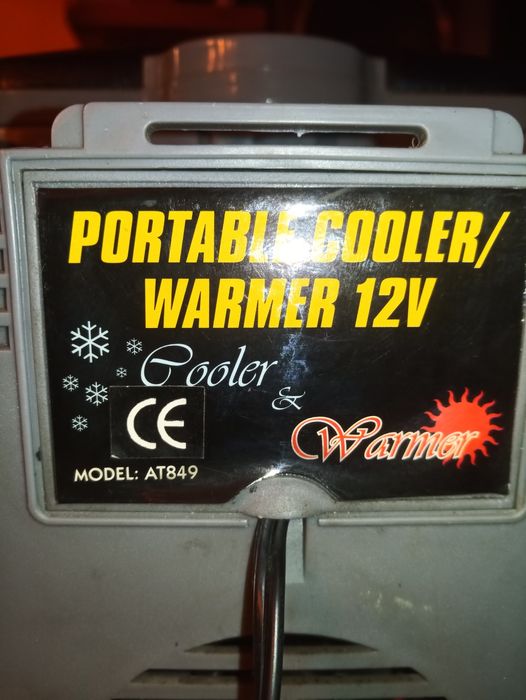 PORTABLE COOLER/
WARMER 12V
Cooler
&
Warmer
CE
MODEL: AT849